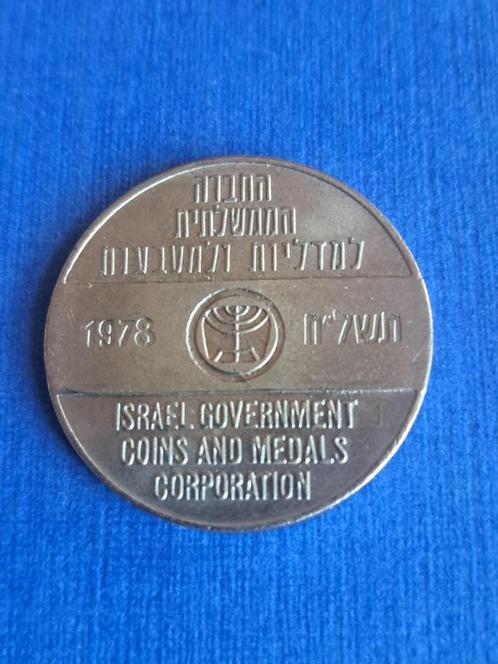 החברה
הממשלתית
למדליות ולמטבעות
1978 תשל״ח
ISRAEL GOVERNMENT
COINS AND MEDALS
CORPORATION